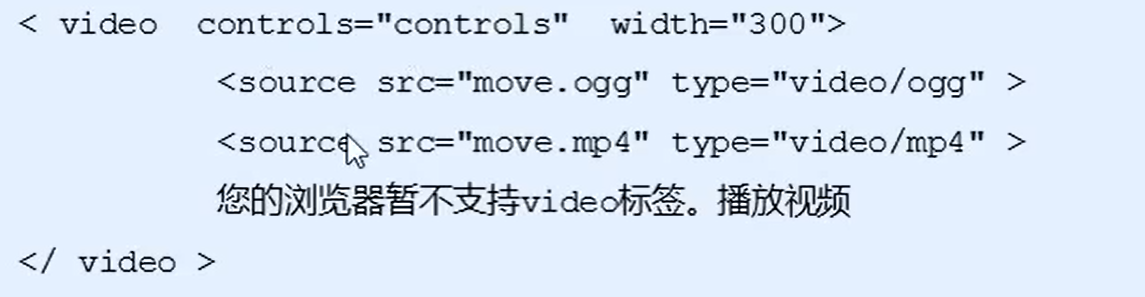 < video controls="controls" width="300">
<source src="move.ogg" type="video/ogg" >
<source src="move.mp4" type="video/mp4" >
您的浏览器暂不支持video标签。播放视频
</ video >